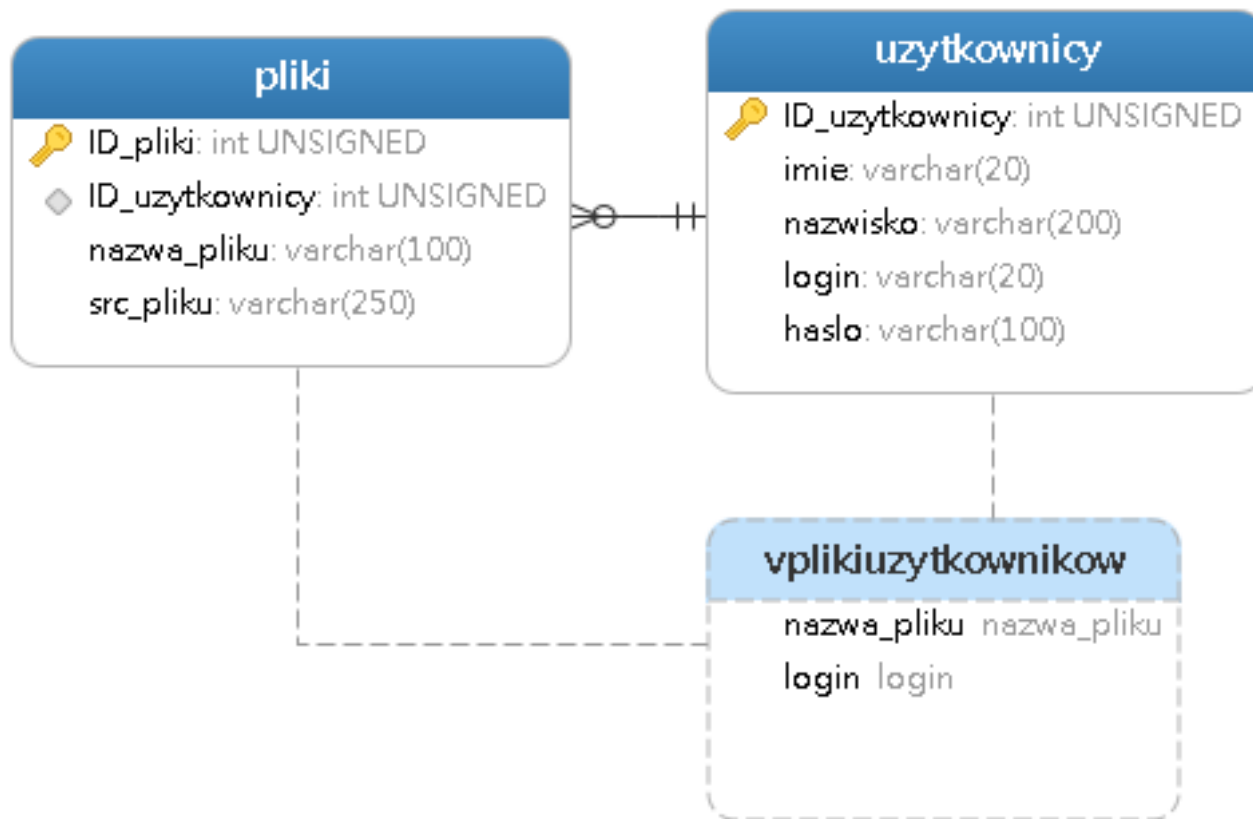 pliki
ID_pliki: int UNSIGNED
ID_uzytkownicy: int UNSIGNED
nazwa_pliku: varchar(100)
src_pliku: varchar(250)
uzytkownicy
ID_uzytkownicy: int UNSIGNED
imie: varchar(20)
nazwisko: varchar(200)
login: varchar(20)
haslo: varchar(100)
vplikiuzytkownikow
nazwa_pliku nazwa_pliku
login login